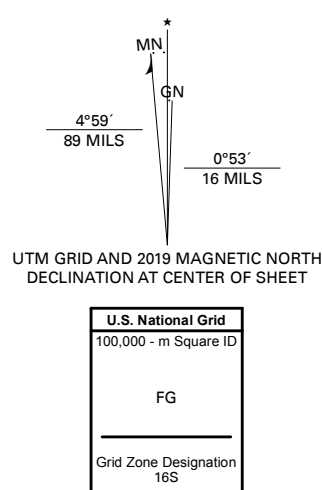 MN
GN
4°59´
89 MILS
0°53´
16 MILS
UTM GRID AND 2019 MAGNETIC NORTH
DECLINATION AT CENTER OF SHEET
U.S. National Grid
100,000 - m Square ID
FG
Grid Zone Designation
16S